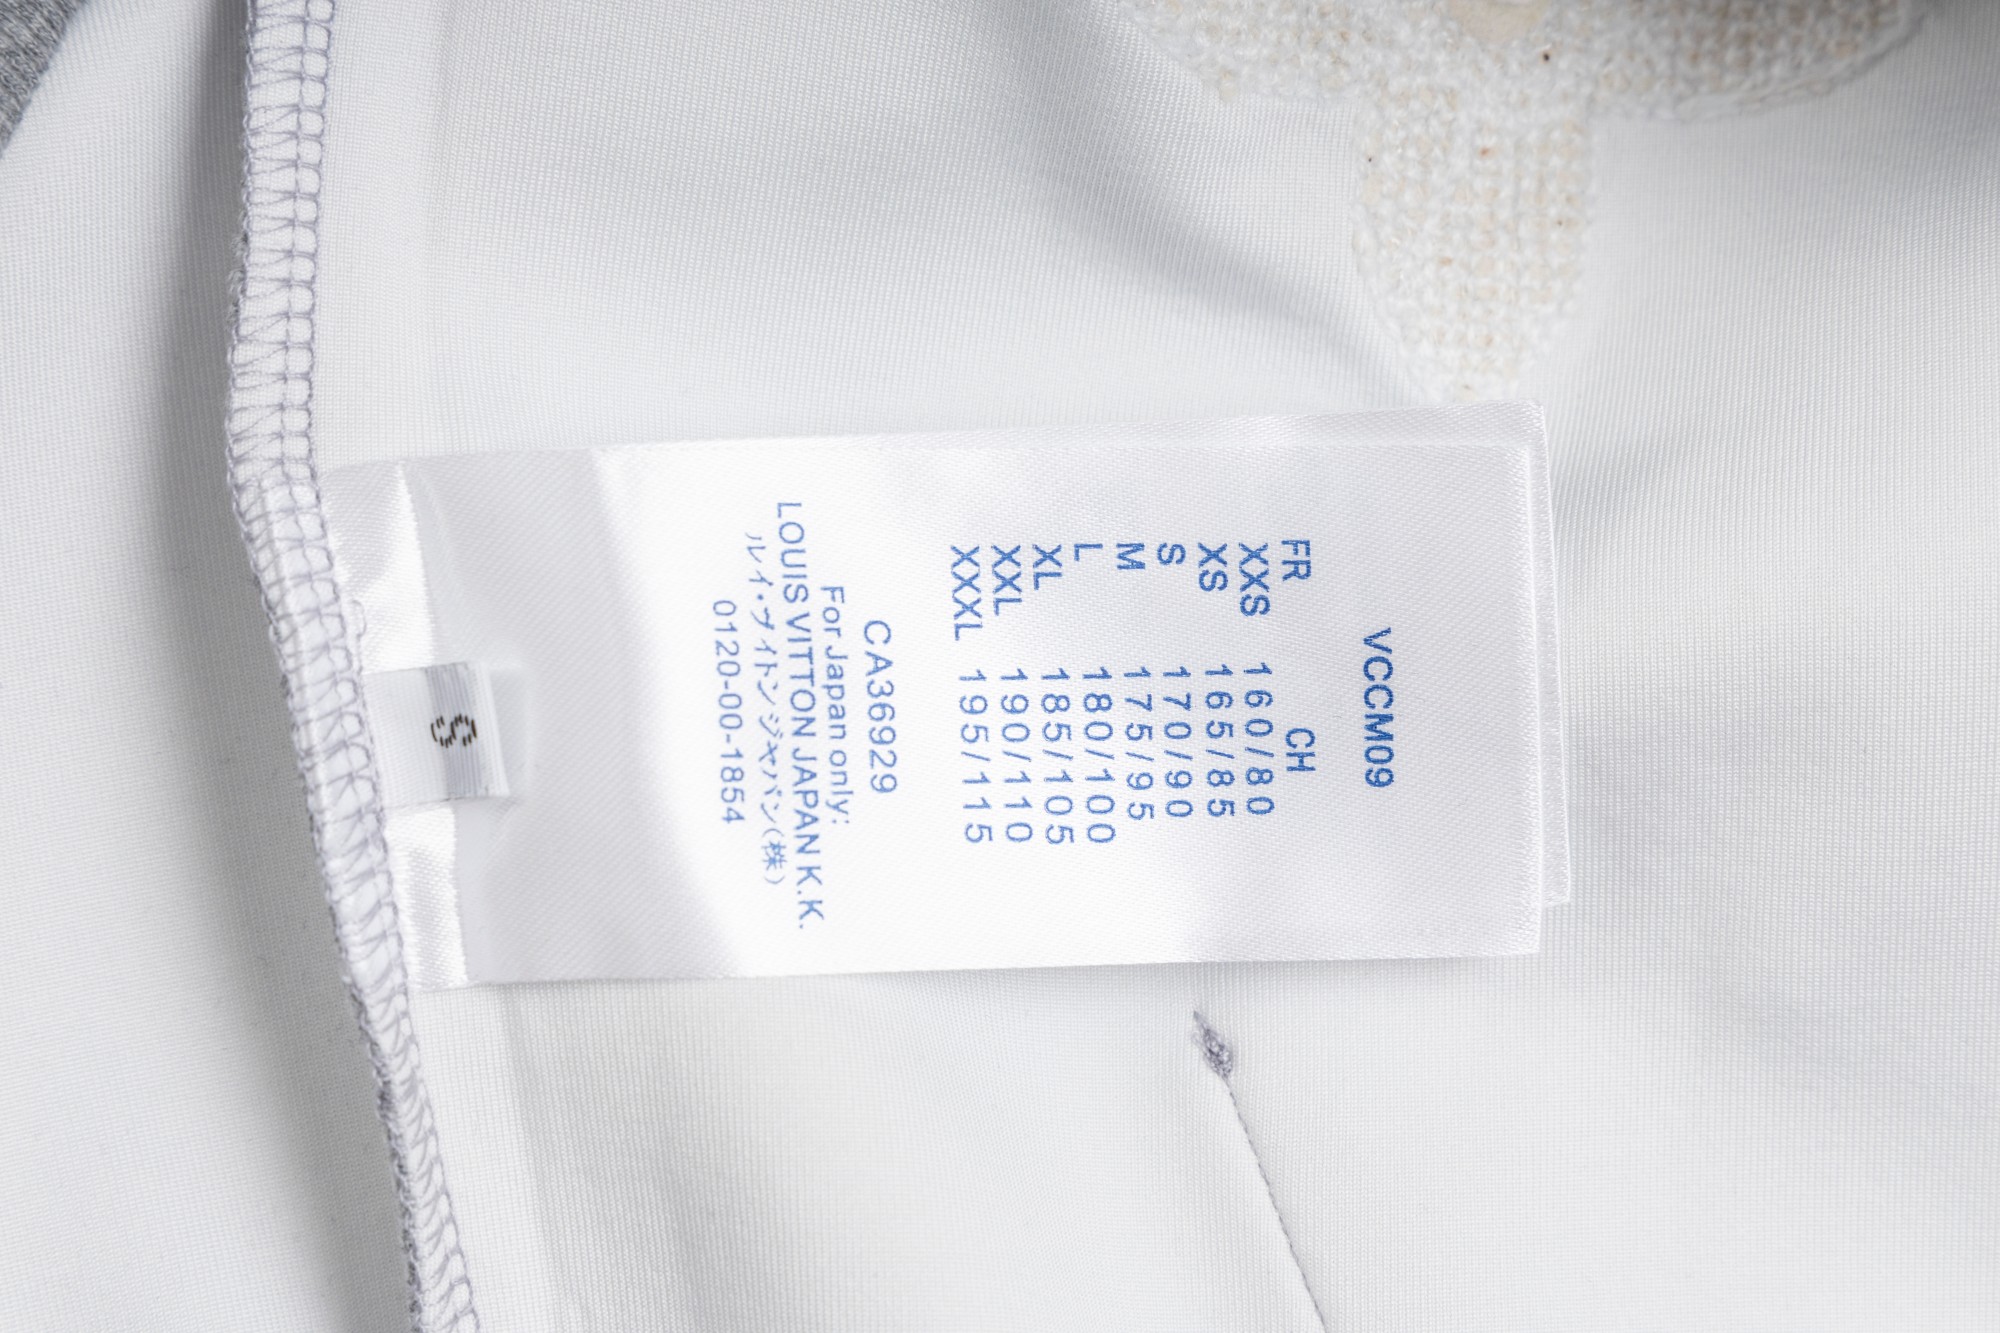 VCCM09
FR CH
XXS 160/80
XS 165/85
S 170/90
M 175/95
L 180/100
XL 185/105
XXL 190/110
XXXL 195/115
CA36929
For Japan only:
LOUIS VITTON JAPAN K.K.
ルイ・ヴィトンジャパン(株)
0120-00-1854
S